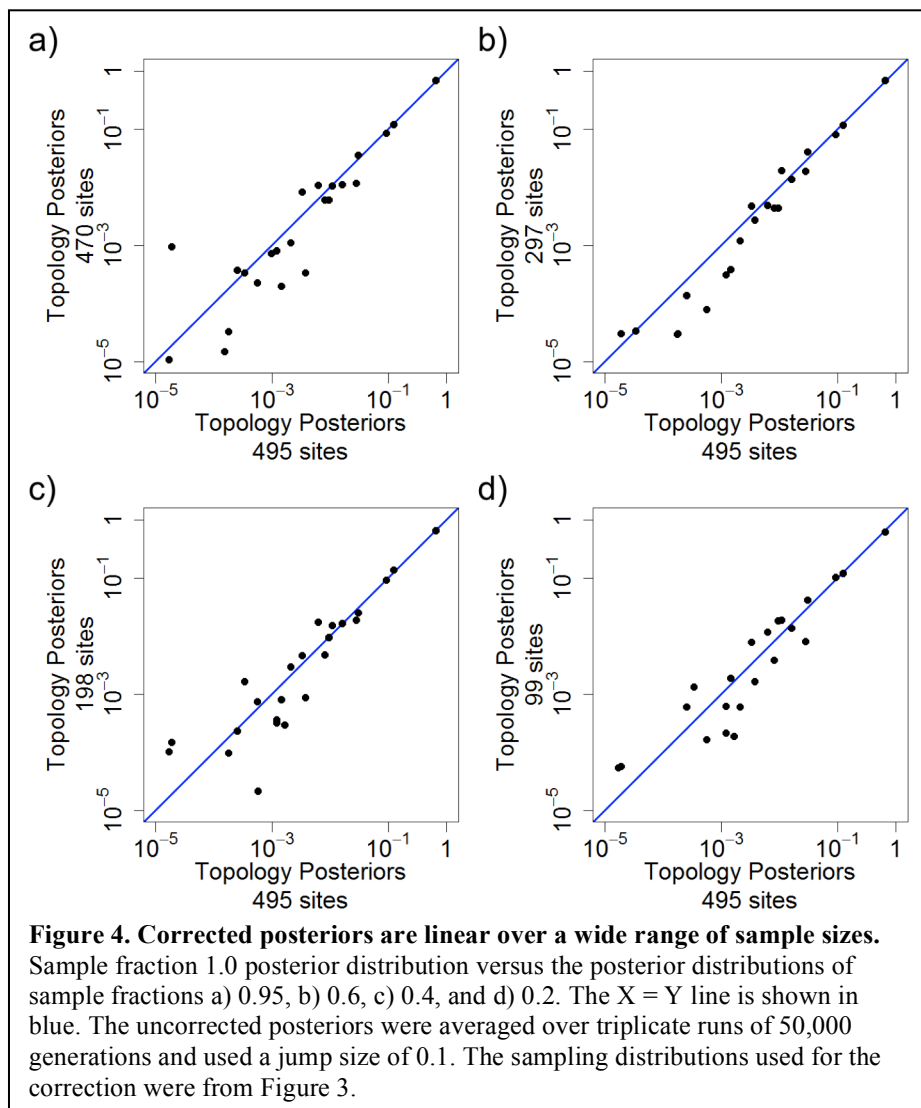 a)
1
10⁻¹
10⁻³
10⁻⁵
Topology Posteriors
470 sites
10⁻⁵
10⁻³
10⁻¹
1
Topology Posteriors
495 sites
b)
1
10⁻¹
10⁻³
10⁻⁵
Topology Posteriors
297 sites
10⁻⁵
10⁻³
10⁻¹
1
Topology Posteriors
495 sites
c)
1
10⁻¹
10⁻³
10⁻⁵
Topology Posteriors
198 sites
10⁻⁵
10⁻³
10⁻¹
1
Topology Posteriors
495 sites
d)
1
10⁻¹
10⁻³
10⁻⁵
Topology Posteriors
99 sites
10⁻⁵
10⁻³
10⁻¹
1
Topology Posteriors
495 sites
Figure 4. Corrected posteriors are linear over a wide range of sample sizes.
Sample fraction 1.0 posterior distribution versus the posterior distributions of
sample fractions a) 0.95, b) 0.6, c) 0.4, and d) 0.2. The X = Y line is shown in
blue. The uncorrected posteriors were averaged over triplicate runs of 50,000
generations and used a jump size of 0.1. The sampling distributions used for the
correction were from Figure 3.